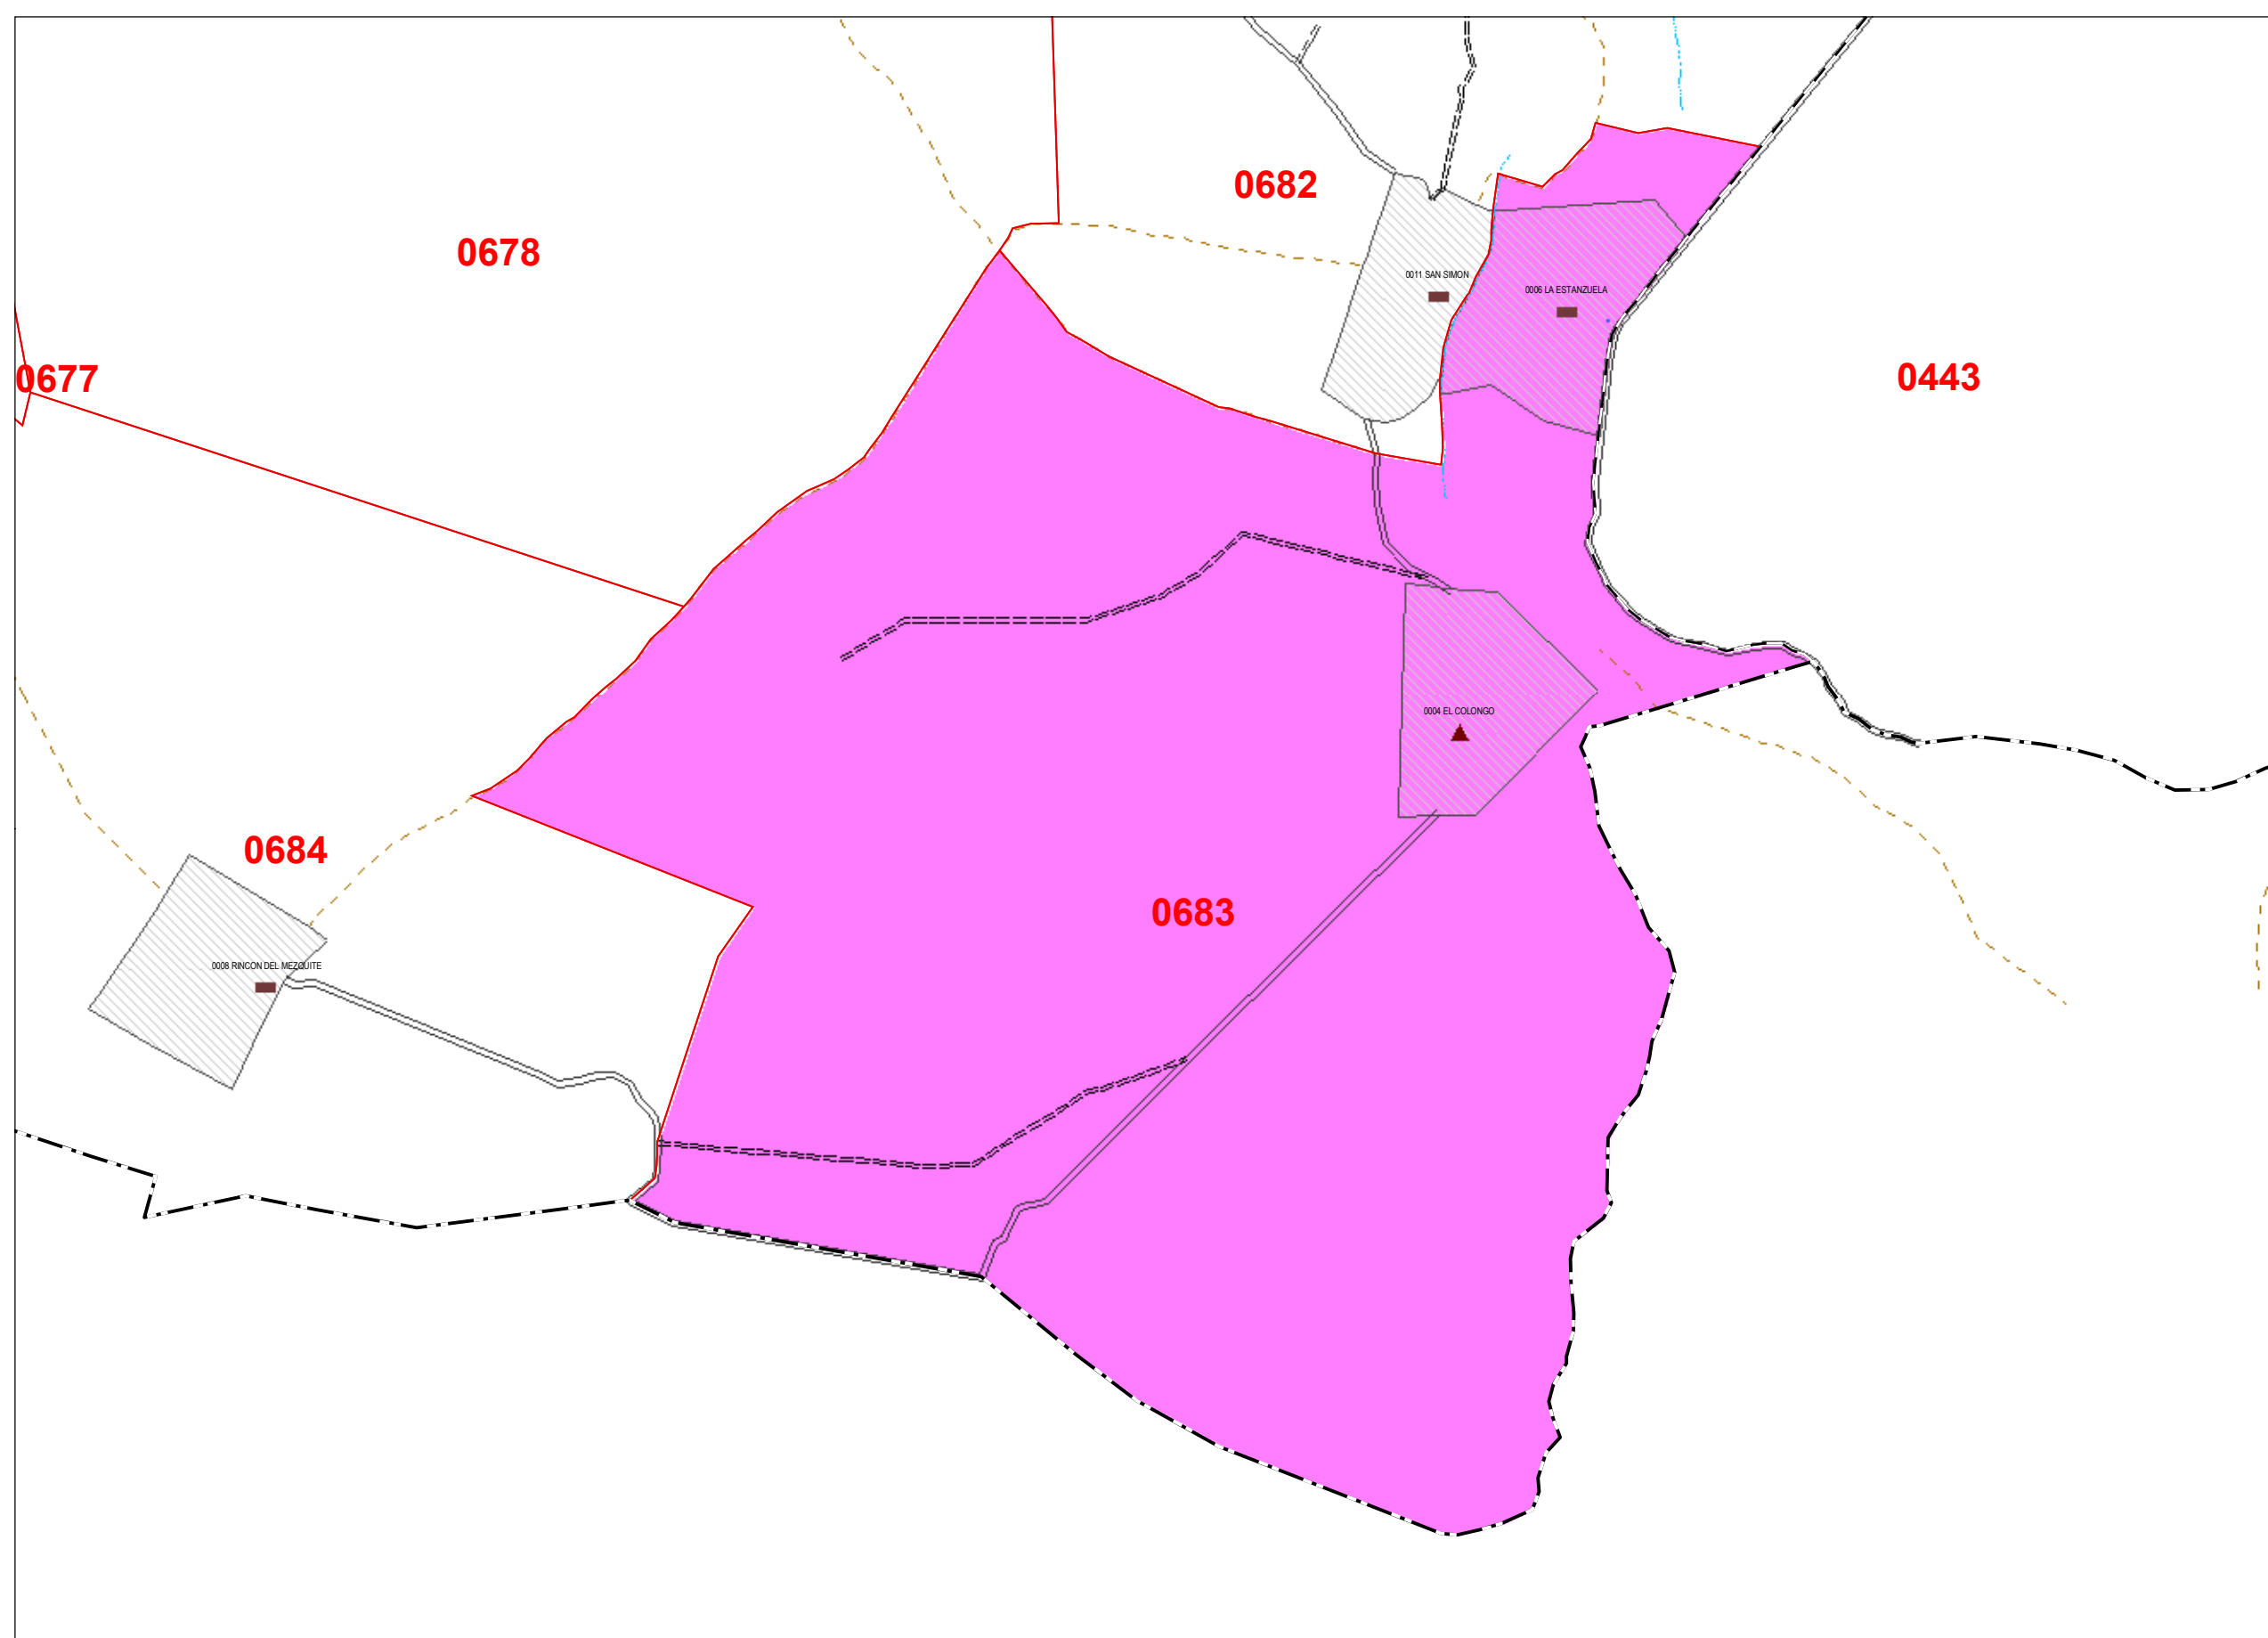 0682
0678
0011 SAN SIMON
0006 LA ESTANZUELA
0677
0443
0004 EL COLONGO
0684
0683
0008 RINCON DEL MEZQUITE